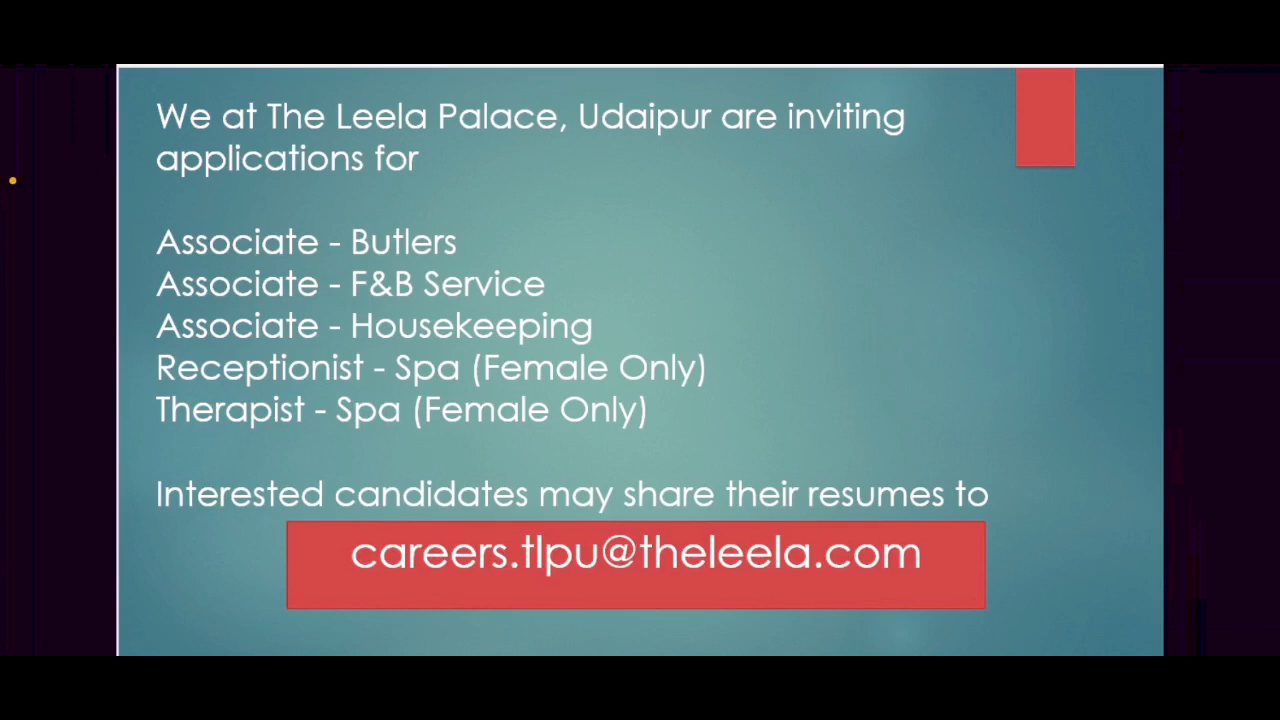 We at The Leela Palace, Udaipur are inviting
applications for
Associate - Butlers
Associate - F&B Service
Associate - Housekeeping
Receptionist - Spa (Female Only)
Therapist - Spa (Female Only)
Interested candidates may share their resumes to
careers.tlpu@theleela.com